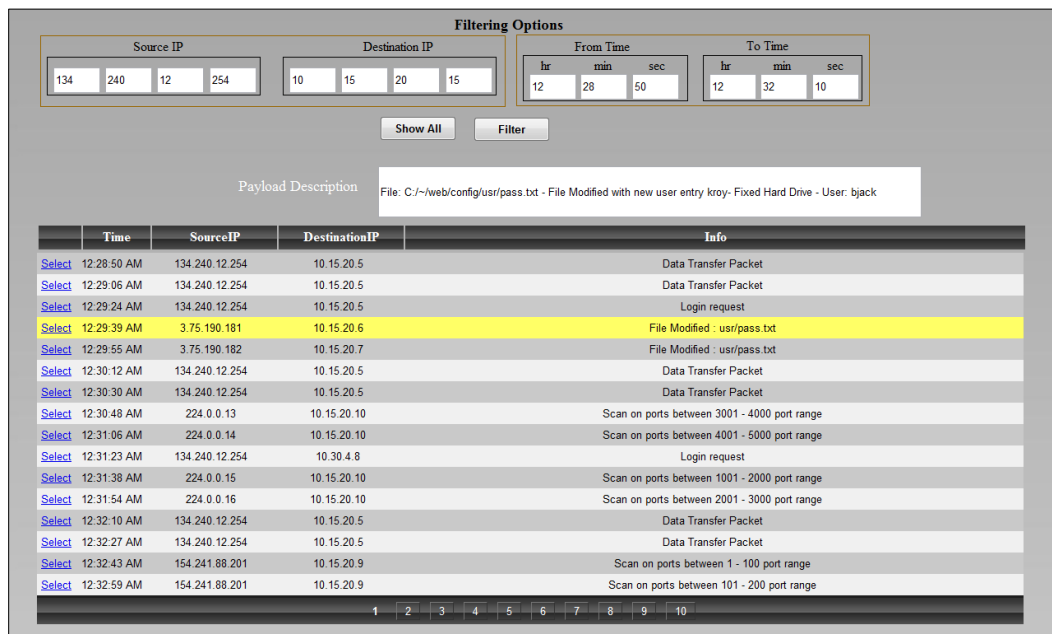 Filtering Options
Source IP Destination IP From Time To Time
hr min sec hr min sec
134 240 12 254 10 15 20 15 12 28 50 12 32 10
Show All Filter
Payload Description File: C:/~/web/config/usr/pass.txt - File Modified with new user entry kroy- Fixed Hard Drive - User: bjack
Time SourceIP DestinationIP Info
Select 12:28:50 AM 134.240.12.254 10.15.20.5 Data Transfer Packet
Select 12:29:06 AM 134.240.12.254 10.15.20.5 Data Transfer Packet
Select 12:29:24 AM 134.240.12.254 10.15.20.5 Login request
Select 12:29:39 AM 3.75.190.181 10.15.20.6 File Modified : usr/pass.txt
Select 12:29:55 AM 3.75.190.182 10.15.20.7 File Modified : usr/pass.txt
Select 12:30:12 AM 134.240.12.254 10.15.20.5 Data Transfer Packet
Select 12:30:30 AM 134.240.12.254 10.15.20.5 Data Transfer Packet
Select 12:30:48 AM 224.0.0.13 10.15.20.10 Scan on ports between 3001 - 4000 port range
Select 12:31:06 AM 224.0.0.14 10.15.20.10 Scan on ports between 4001 - 5000 port range
Select 12:31:23 AM 134.240.12.254 10.30.4.8 Login request
Select 12:31:38 AM 224.0.0.15 10.15.20.10 Scan on ports between 1001 - 2000 port range
Select 12:31:54 AM 224.0.0.16 10.15.20.10 Scan on ports between 2001 - 3000 port range
Select 12:32:10 AM 134.240.12.254 10.15.20.5 Data Transfer Packet
Select 12:32:27 AM 134.240.12.254 10.15.20.5 Data Transfer Packet
Select 12:32:43 AM 154.241.88.201 10.15.20.9 Scan on ports between 1 - 100 port range
Select 12:32:59 AM 154.241.88.201 10.15.20.9 Scan on ports between 101 - 200 port range
1 2 3 4 5 6 7 8 9 10